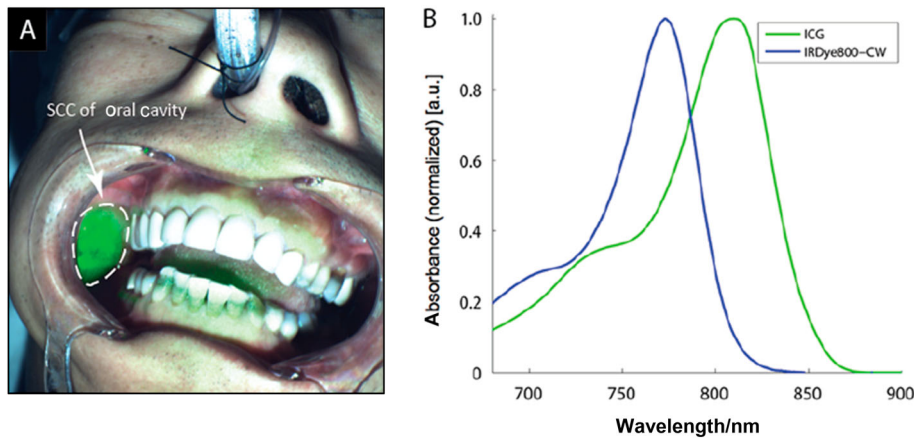 A
SCC of oral cavity
B
ICG
IRDye800-CW
Absorbance (normalized) [a.u.]
1.0
0.8
0.6
0.4
0.2
0
700
750
800
850
900
Wavelength/nm